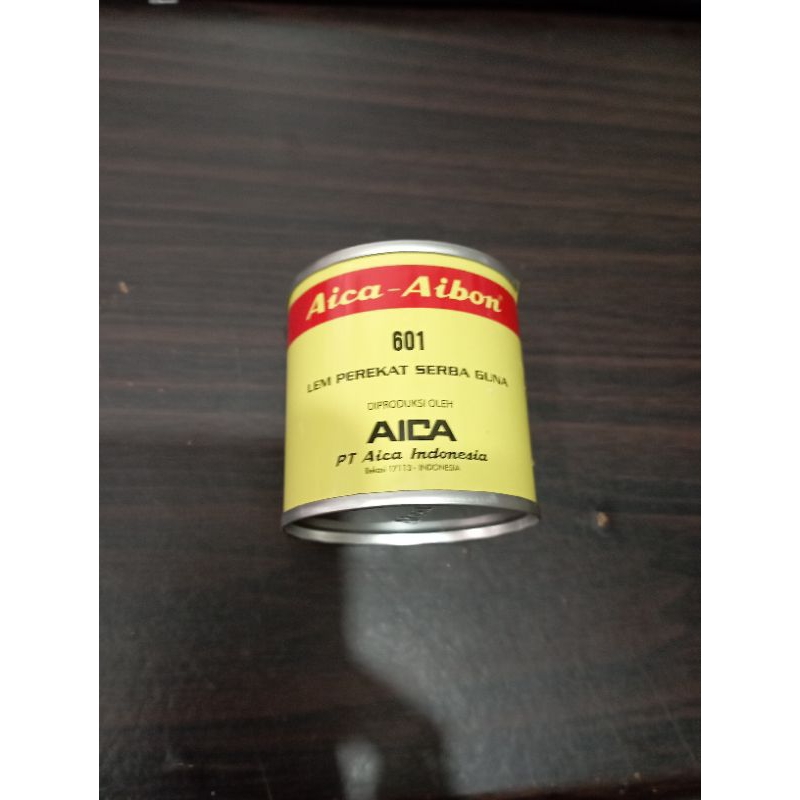 Aica-Aibon®
601
LEM PEREKAT SERBA GUNA
DIPRODUKSI OLEH
AICA
PT Aica Indonesia
Bekasi 17113 - INDONESIA